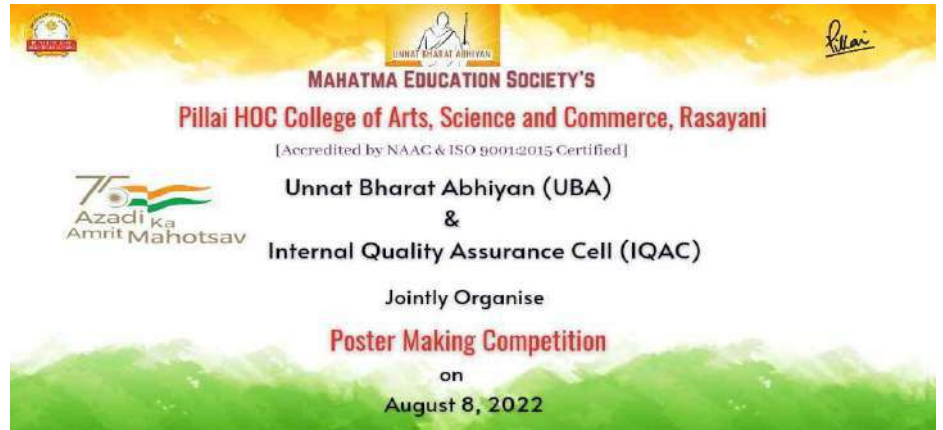 UNNAT BHARAT ABHIYAN
Pillai
MAHATMA EDUCATION SOCIETY'S
Pillai HOC College of Arts, Science and Commerce, Rasayani
[Accredited by NAAC & ISO 9001:2015 Certified]
75
Azadi Ka
Amrit Mahotsav
Unnat Bharat Abhiyan (UBA)
&
Internal Quality Assurance Cell (IQAC)
Jointly Organise
Poster Making Competition
on
August 8, 2022